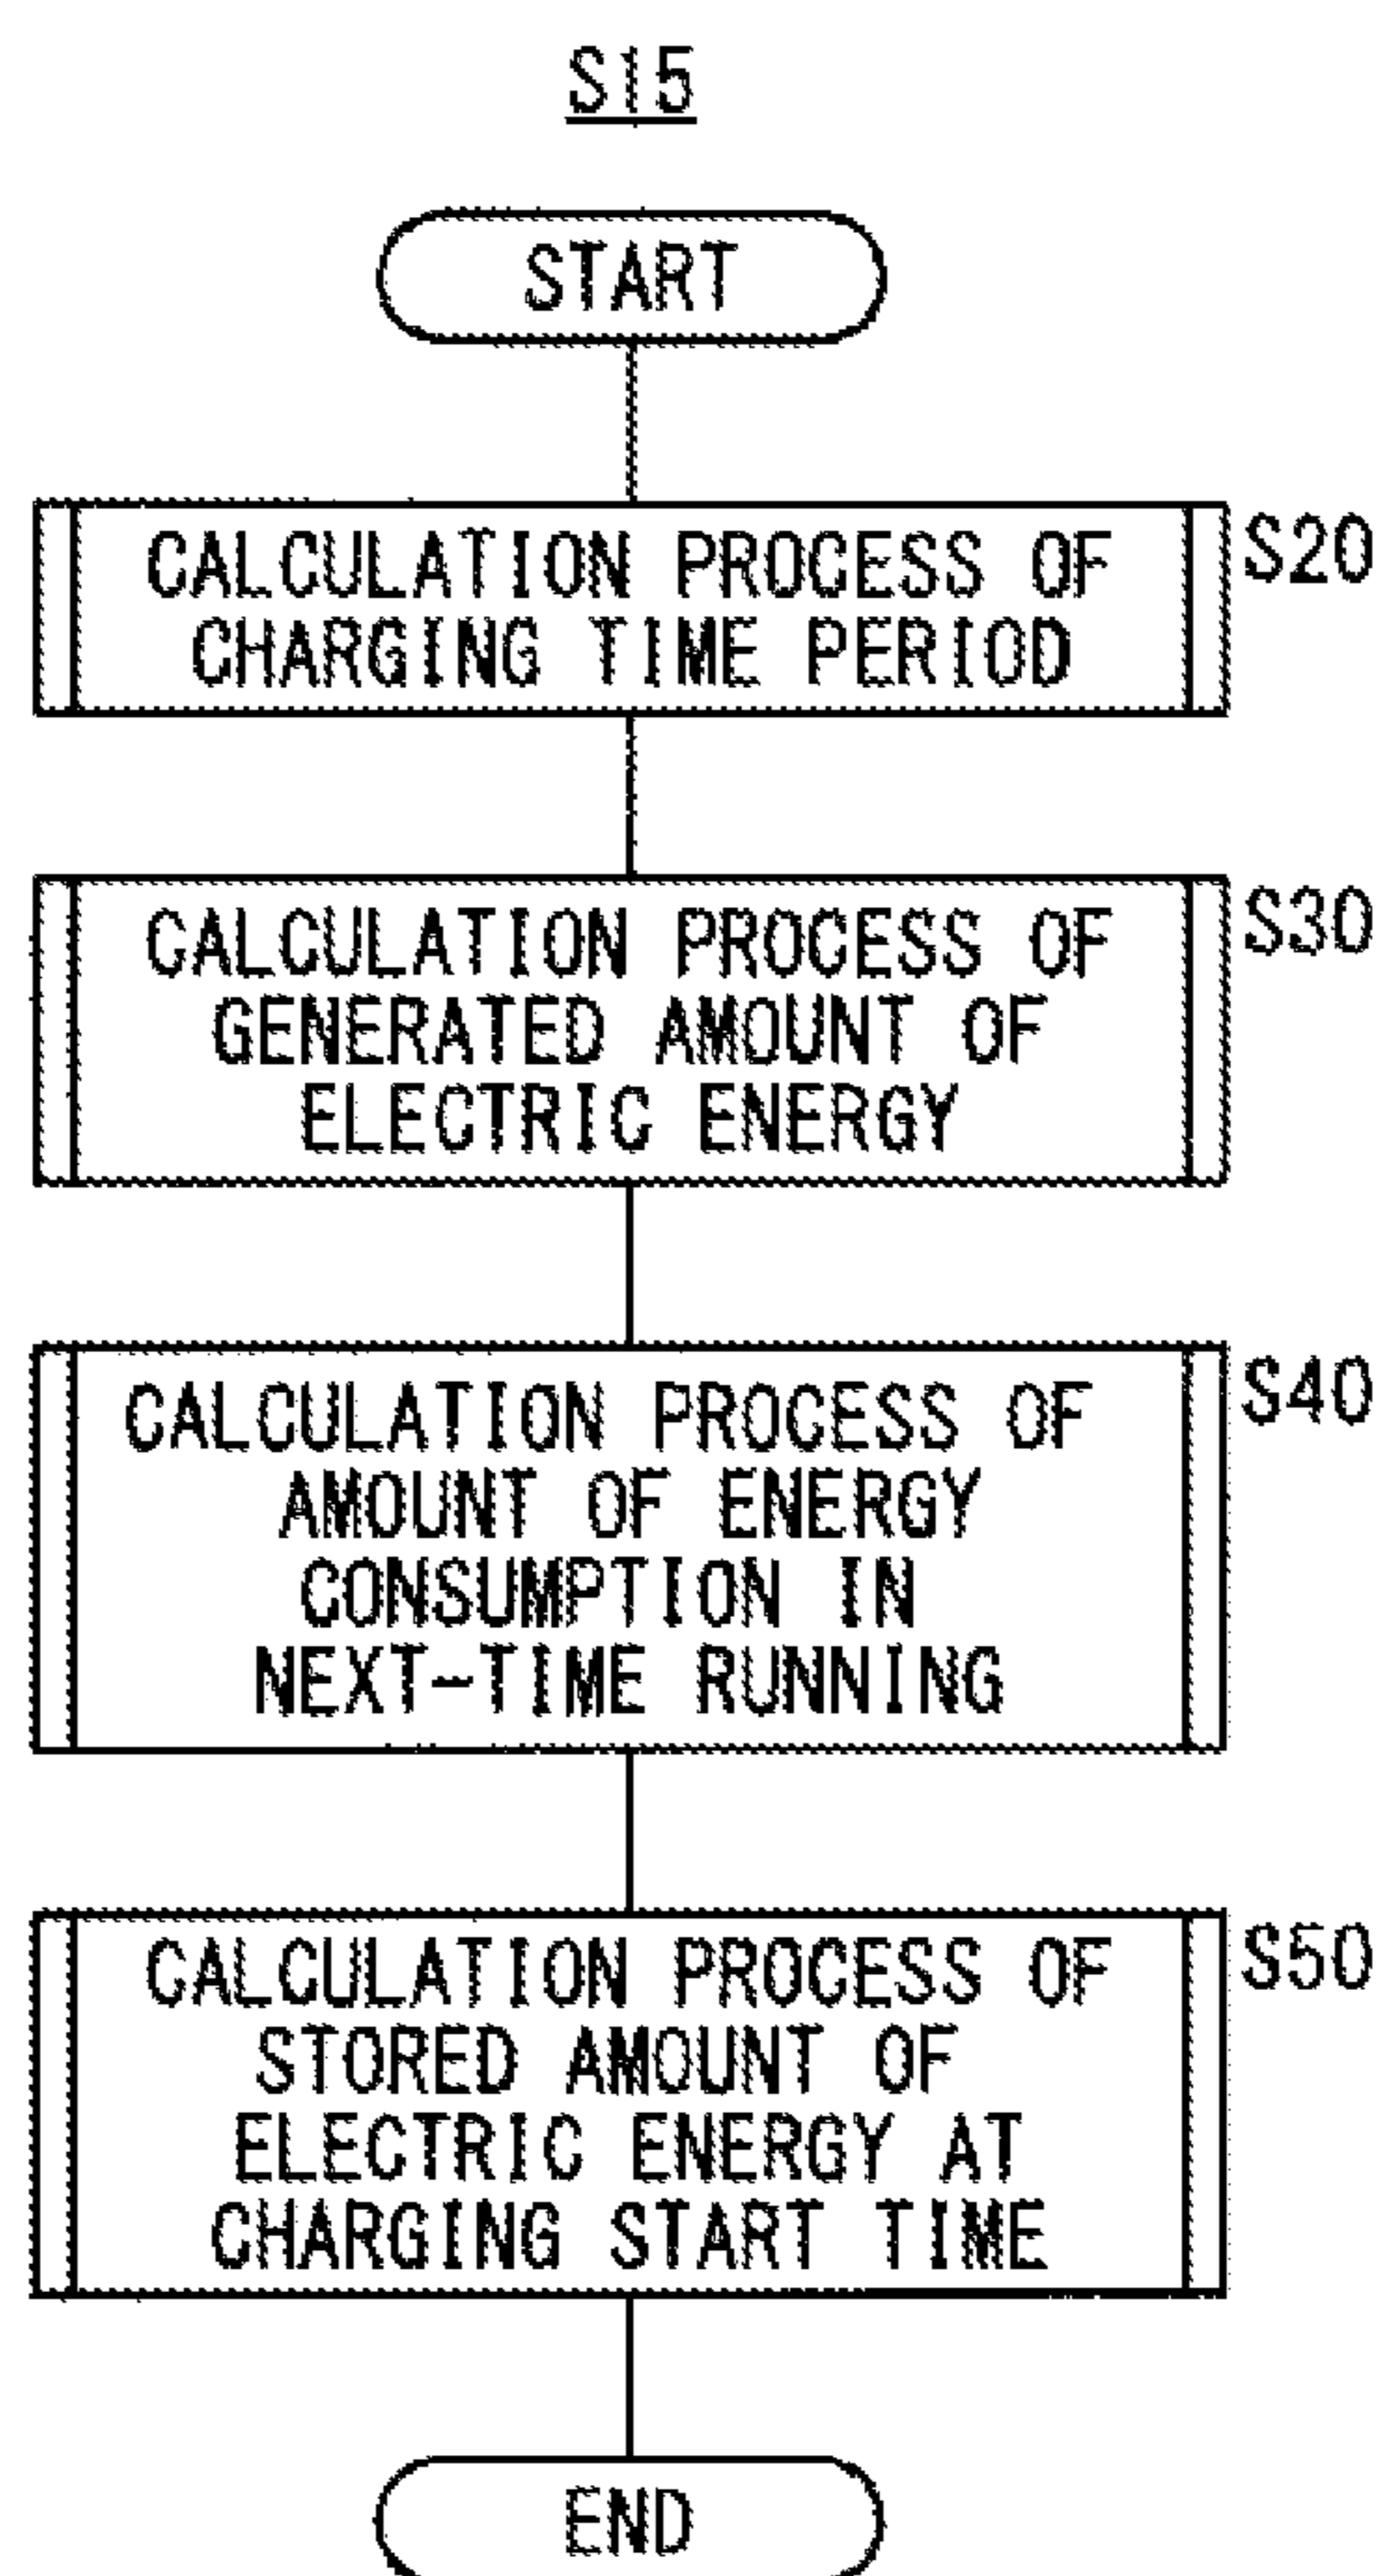 S15
START
CALCULATION PROCESS OF
CHARGING TIME PERIOD
S20
CALCULATION PROCESS OF
GENERATED AMOUNT OF
ELECTRIC ENERGY
S30
CALCULATION PROCESS OF
AMOUNT OF ENERGY
CONSUMPTION IN
NEXT-TIME RUNNING
S40
CALCULATION PROCESS OF
STORED AMOUNT OF
ELECTRIC ENERGY AT
CHARGING START TIME
S50
END